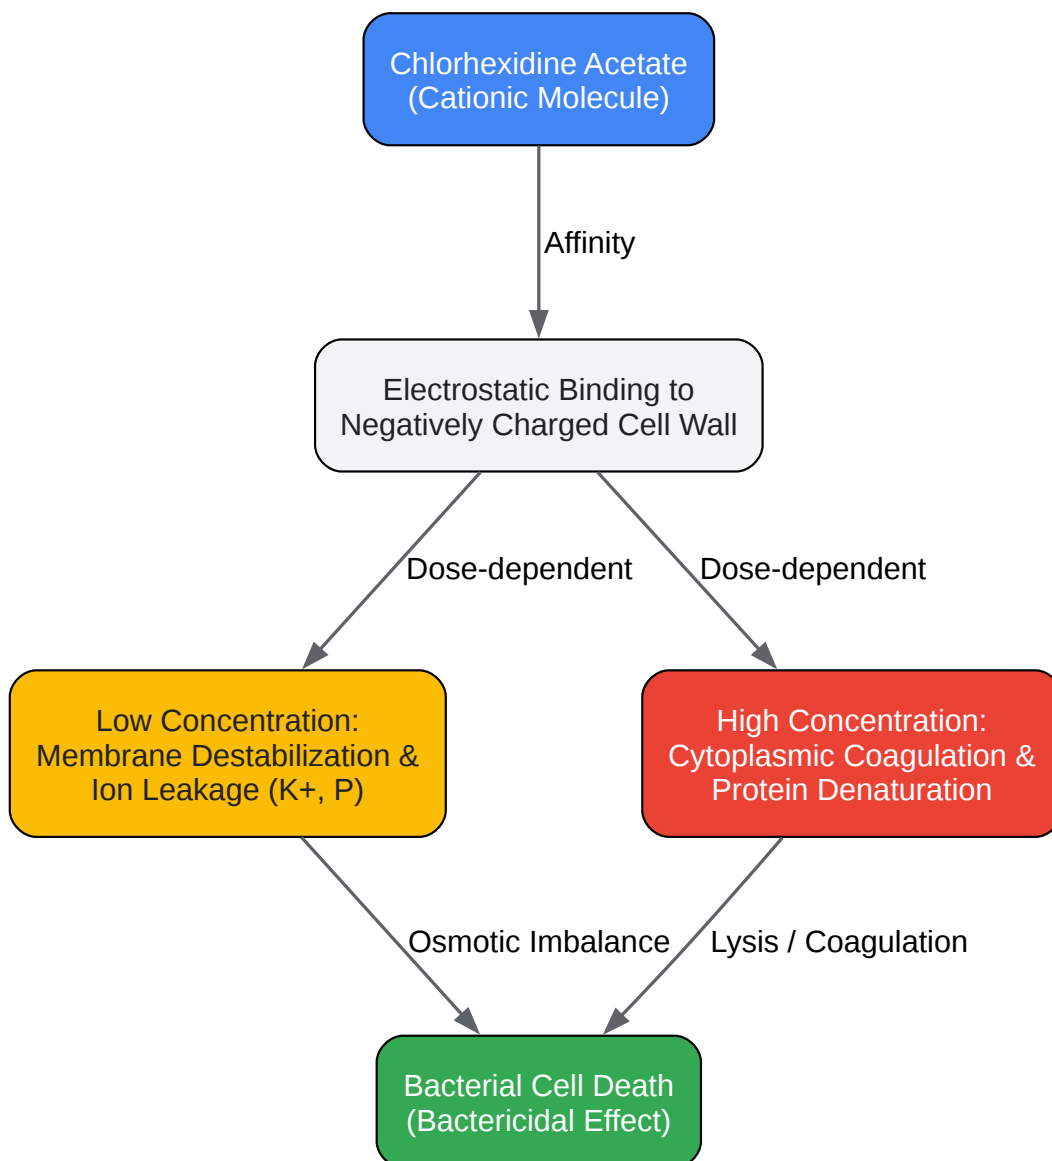 Chlorhexidine Acetate
(Cationic Molecule)
Affinity
Electrostatic Binding to
Negatively Charged Cell Wall
Dose-dependent
Dose-dependent
Low Concentration:
Membrane Destabilization &
Ion Leakage (K+, P)
High Concentration:
Cytoplasmic Coagulation &
Protein Denaturation
Osmotic Imbalance
Lysis / Coagulation
Bacterial Cell Death
(Bactericidal Effect)